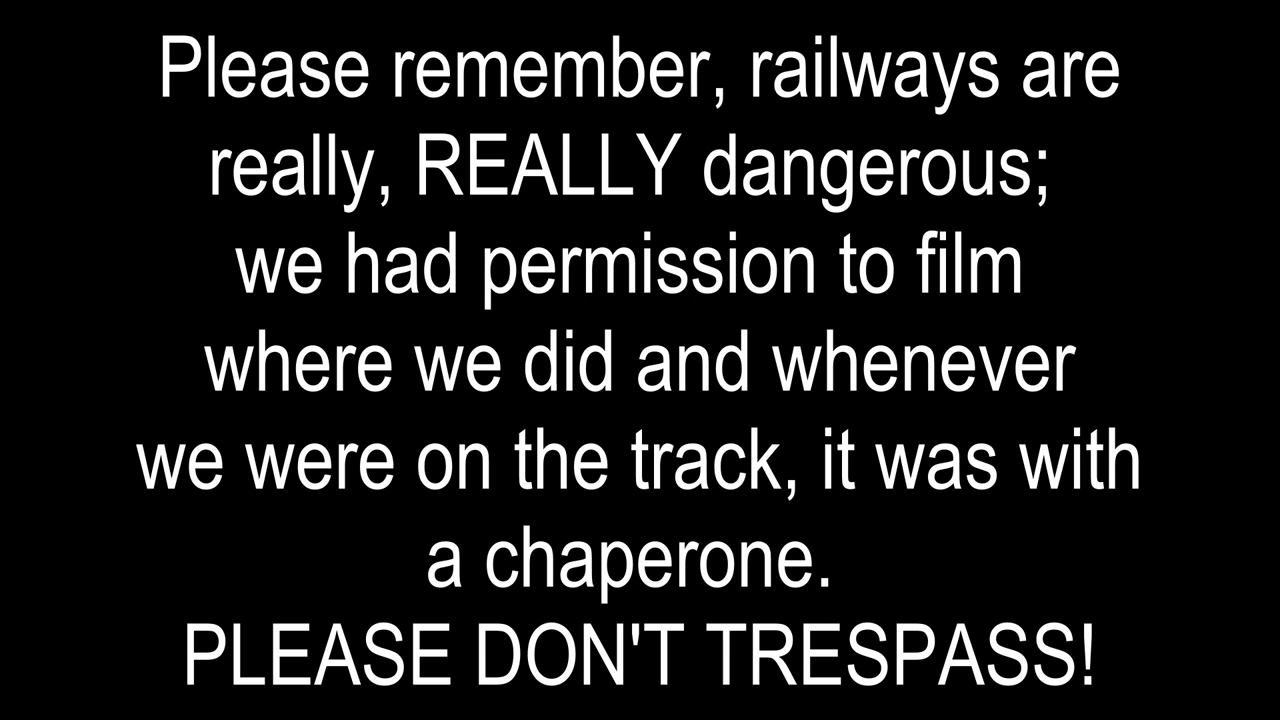 Please remember, railways are
really, REALLY dangerous;
we had permission to film
where we did and whenever
we were on the track, it was with
a chaperone.
PLEASE DON'T TRESPASS!